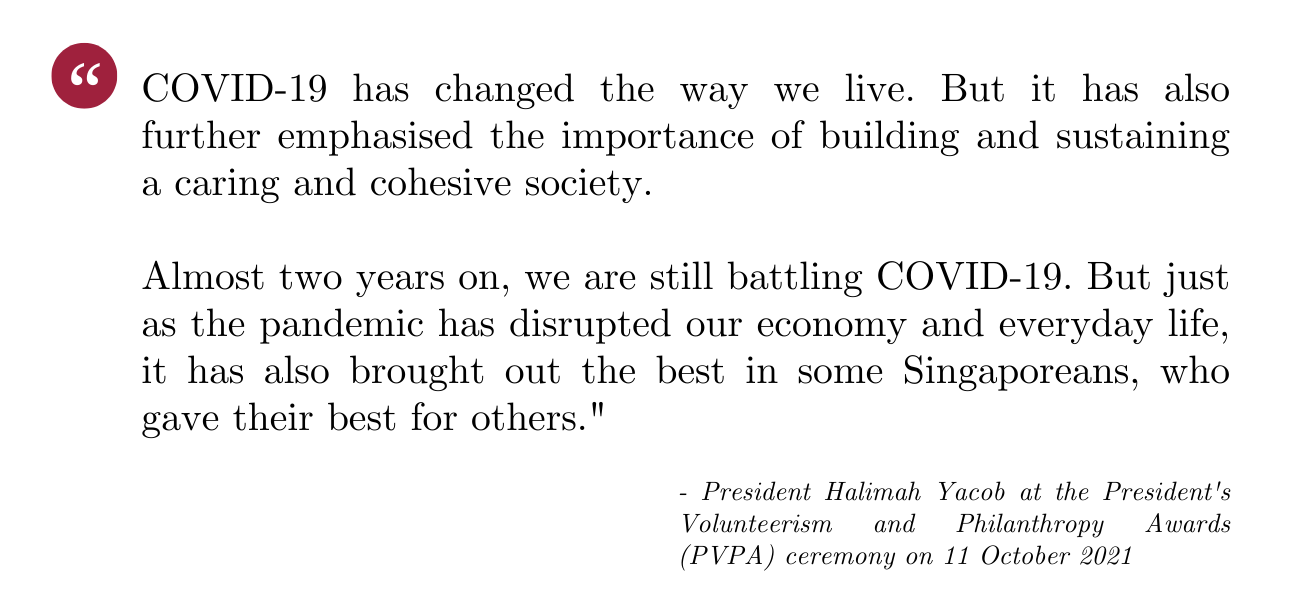 “ COVID-19 has changed the way we live. But it has also
further emphasised the importance of building and sustaining
a caring and cohesive society.
Almost two years on, we are still battling COVID-19. But just
as the pandemic has disrupted our economy and everyday life,
it has also brought out the best in some Singaporeans, who
gave their best for others."
- President Halimah Yacob at the President's
Volunteerism and Philanthropy Awards
(PVPA) ceremony on 11 October 2021